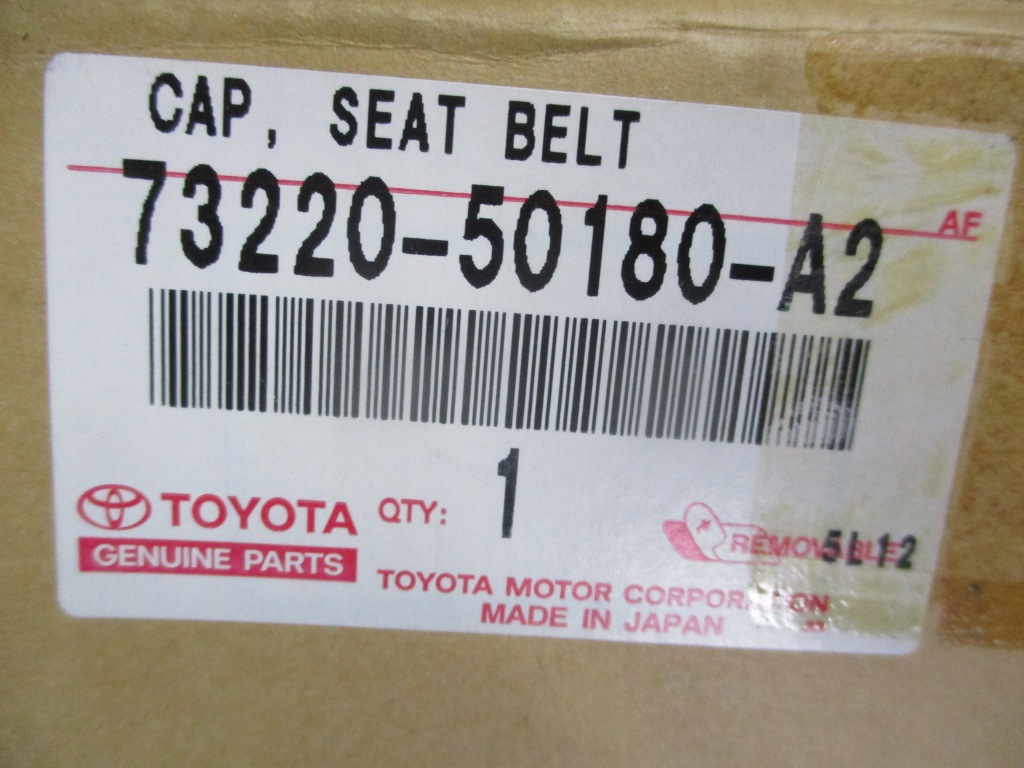 CAP, SEAT BELT
73220-50180-A2
AF
1
TOYOTA QTY:
GENUINE PARTS
5L12
TOYOTA MOTOR CORPORATION
MADE IN JAPAN
REMOVABLE